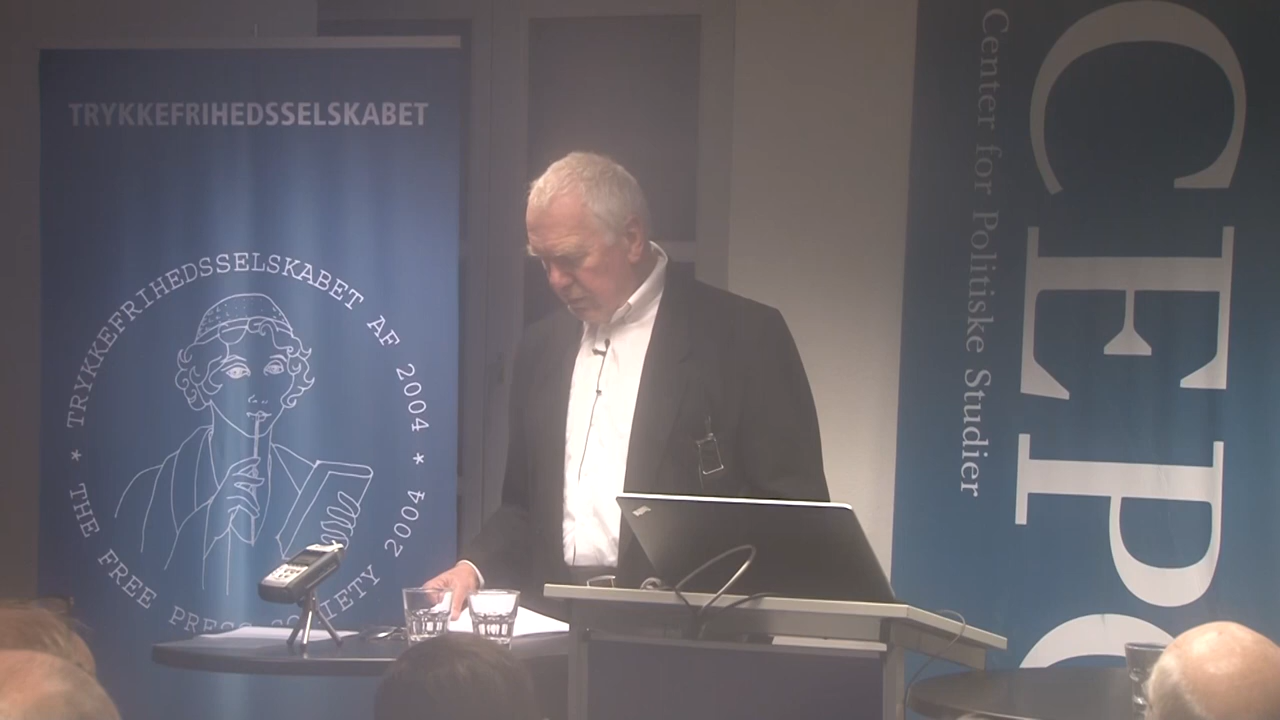 TRYKKEFRIHEDSSELSKABET
TRYKKEFRIHEDSSELSKABET AF 2004 *
THE FREE PRESS SOCIETY 2004 *
Center for Politiske Studier
CEPO